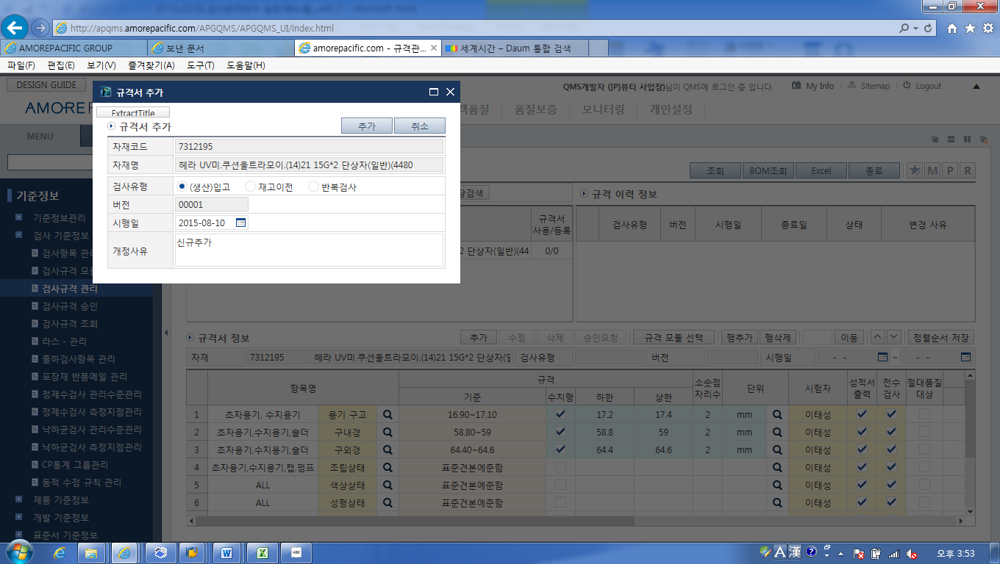 http://apqms.amorepacific.com/APGQMS/APGQMS_UI/index.html
AMOREPACIFIC GROUP
보낸 문서
amorepacific.com - 규격관...
세계시간 – Daum 통합 검색
파일(F) 편집(E) 보기(V) 즐겨찾기(A) 도구(T) 도움말(H)
DESIGN GUIDE
QMS개발자 ([P]뷰티 사업장)님이 QMS에 로그인 중 입니다.
My Info
Sitemap
Logout
품질보증
모니터링
개인설정
MENU
규격서 추가
ExtractTitle
규격서 추가
추가 취소
자재코드 7312195
자재명 헤라 UV미.쿠션울트라모이.(14)21 15G*2 단상자(일반)(4480
검사유형 (생산)입고 재고이전 반복검사
버전 00001
시행일 2015-08-10
개정사유 신규추가
조회 BOM조회 Excel 종료 M P R
규격 이력 정보
규격서
사용/등록
검사유형 버전 시행일 종료일 상태 변경 사유
2 단상자(일반)(44 0/0
기준정보
기준정보관리
검사 기준정보
검사항목 관리
검사규격 모듈
검사규격 관리
검사규격 승인
검사규격 조회
라스 - 관리
출하검사항목 관리
포장재 반품메일 관리
정제수검사 관리수준관리
정제수검사 측정지점관리
낙하균검사 관리수준관리
낙하균검사 측정지점관리
CP통계 그룹관리
동적 수정 규칙 관리
제품 기준정보
개발 기준정보
표준서 기준정보
규격서 정보
추가 수정 삭제 승인요청 규격 모듈 선택 행추가 행삭제 이동 정렬순서 저장
자재 7312195 헤라 UV미.쿠션울트라모이.(14)21 15G*2 단상자(일 검사유형 버전 시행일 - - ~ - -
항목명 규격 소숫점 자리수 단위 시험자 성적서 출력 전수 검사 절대품질 대상
기준 수치형 하한 상한
1 초자용기, 수지용기 용기 구고 16.90~17.10 17.2 17.4 2 mm 이태성
2 초자용기,수지용기,숄더 구내경 58.80~59 58.8 59 2 mm 이태성
3 초자용기,수지용기,숄더 구외경 64.40~64.6 64.4 64.6 2 mm 이태성
4 초자용기,수지용기,캡,펌프 조립상태 표준견본에준함 이태성
5 ALL 색상상태 표준견본에준함 이태성
6 ALL 성형상태 표준견본에준함 이태성
A 漢
오후 3:53